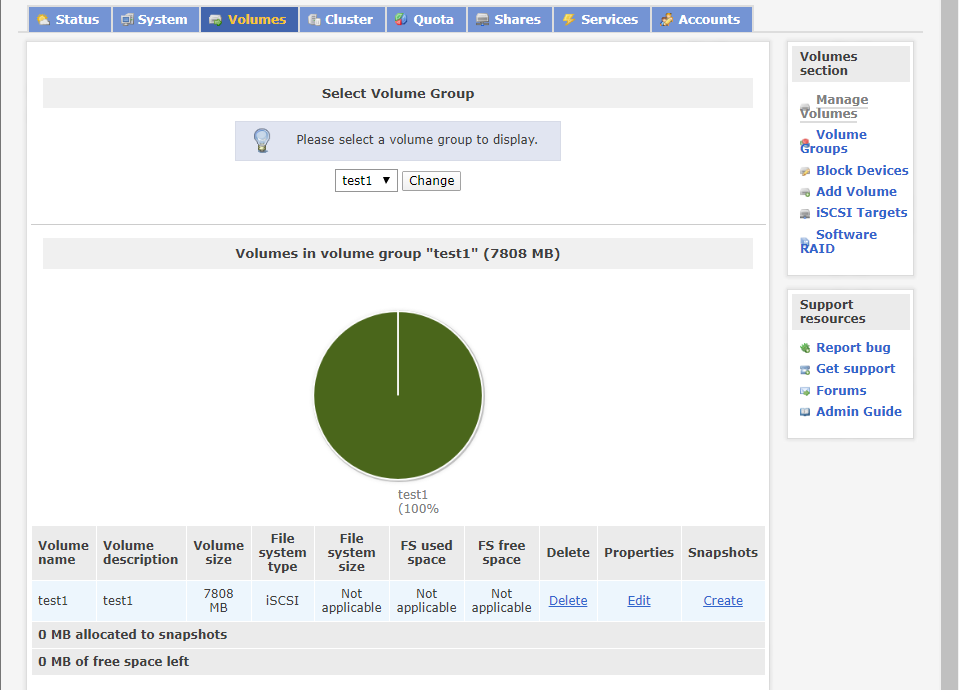 Status System Volumes Cluster Quota Shares Services Accounts
Select Volume Group
Please select a volume group to display.
test1 Change
Volumes in volume group "test1" (7808 MB)
test1
(100%
Volume name Volume description Volume size File system type File system size FS used space FS free space Delete Properties Snapshots
test1 test1 7808 MB iSCSI Not applicable Not applicable Not applicable Delete Edit Create
0 MB allocated to snapshots
0 MB of free space left
Volumes
section
Manage
Volumes
Volume
Groups
Block Devices
Add Volume
iSCSI Targets
Software
RAID
Support
resources
Report bug
Get support
Forums
Admin Guide